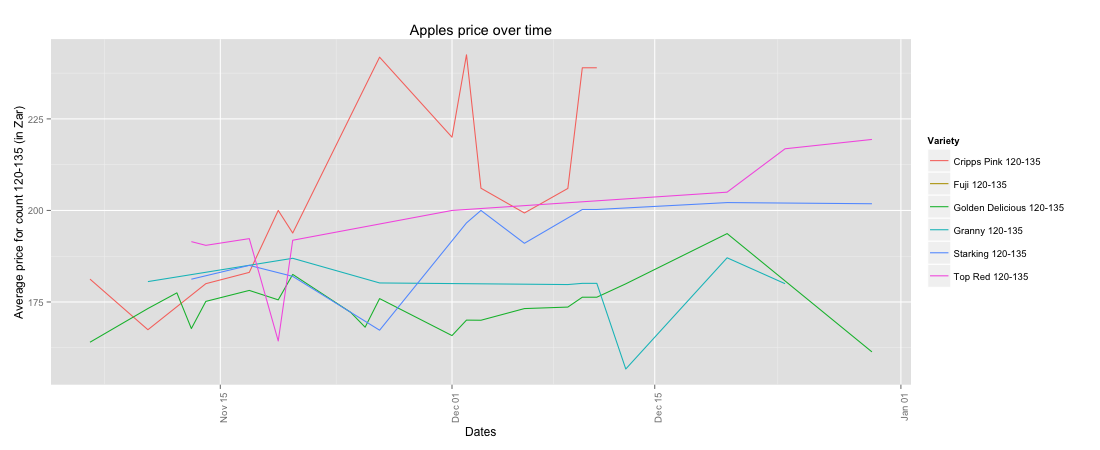 Apples price over time
Average price for count 120-135 (in Zar)
225
200
175
Nov 15
Dec 01
Dec 15
Jan 01
Dates
Variety
Cripps Pink 120-135
Fuji 120-135
Golden Delicious 120-135
Granny 120-135
Starking 120-135
Top Red 120-135